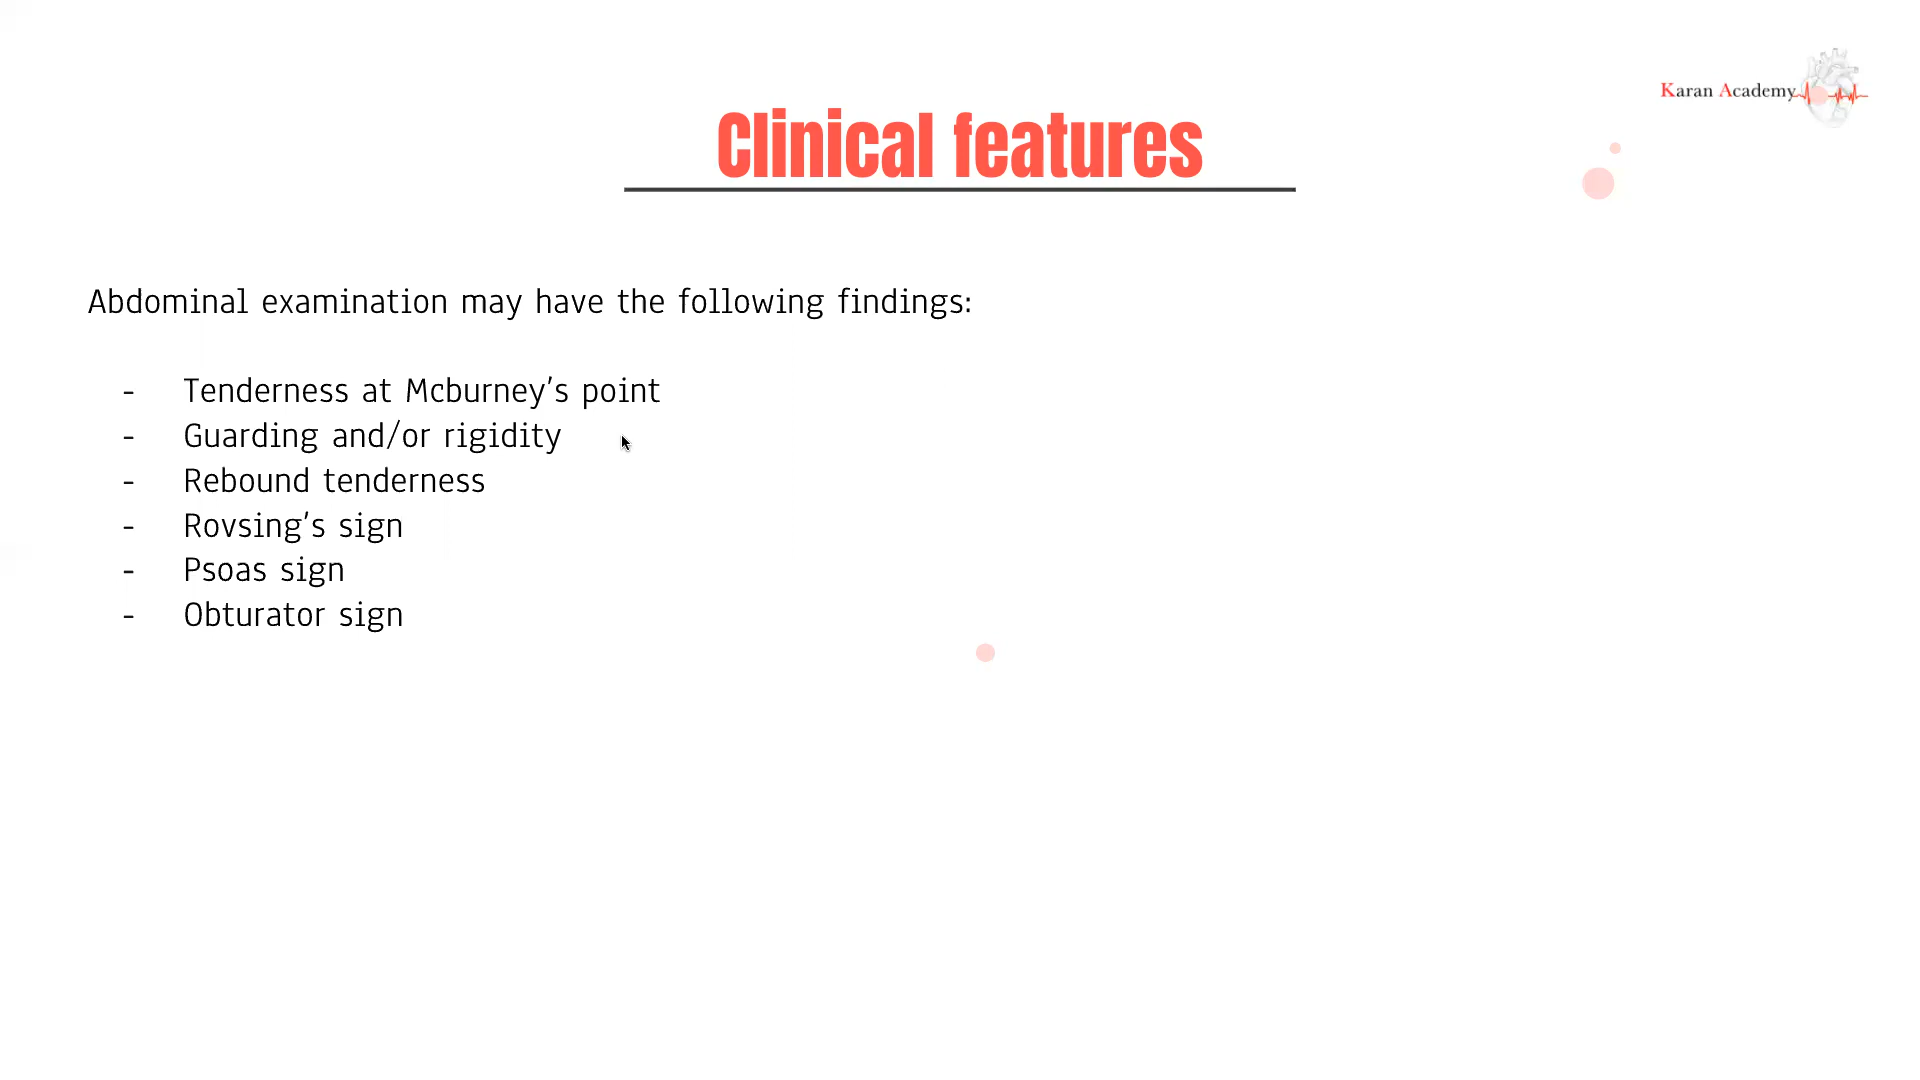 Karan Academy
Clinical features
Abdominal examination may have the following findings:
- Tenderness at Mcburney's point
- Guarding and/or rigidity
- Rebound tenderness
- Rovsing's sign
- Psoas sign
- Obturator sign